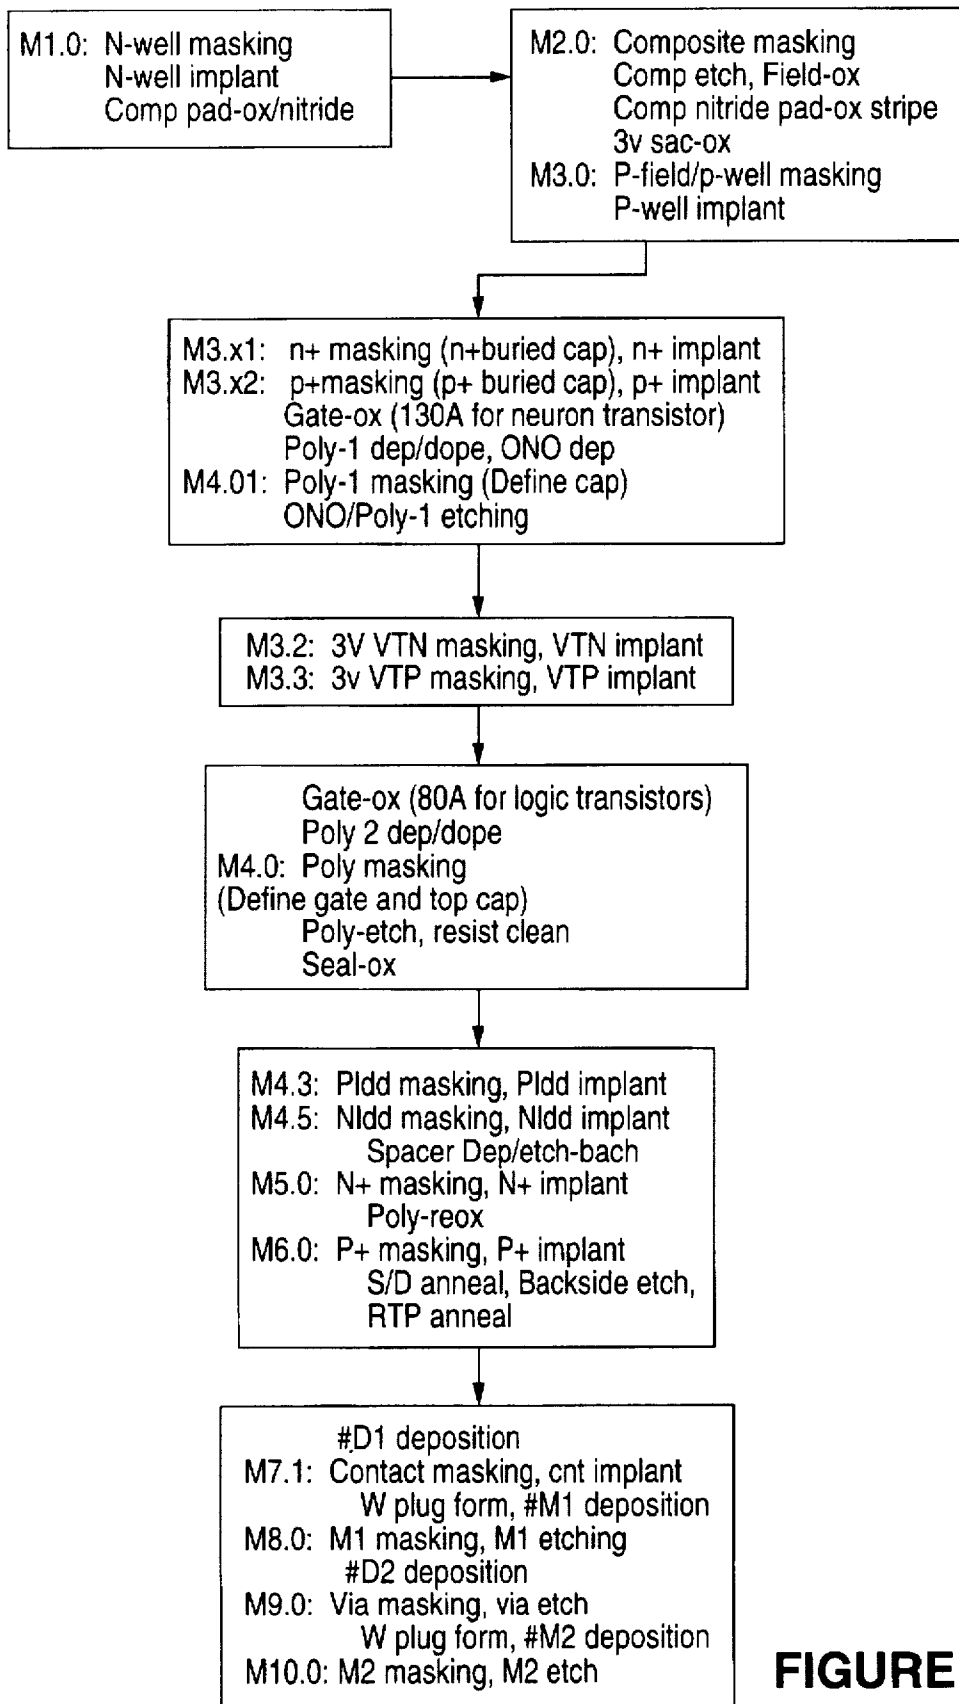 M1.0: N-well masking
N-well implant
Comp pad-ox/nitride
M2.0: Composite masking
Comp etch, Field-ox
Comp nitride pad-ox stripe
3v sac-ox
M3.0: P-field/p-well masking
P-well implant
M3.x1: n+ masking (n+buried cap), n+ implant
M3.x2: p+masking (p+ buried cap), p+ implant
Gate-ox (130A for neuron transistor)
Poly-1 dep/dope, ONO dep
M4.01: Poly-1 masking (Define cap)
ONO/Poly-1 etching
M3.2: 3V VTN masking, VTN implant
M3.3: 3v VTP masking, VTP implant
Gate-ox (80A for logic transistors)
Poly 2 dep/dope
M4.0: Poly masking
(Define gate and top cap)
Poly-etch, resist clean
Seal-ox
M4.3: Pldd masking, Pldd implant
M4.5: Nldd masking, Nldd implant
Spacer Dep/etch-bach
M5.0: N+ masking, N+ implant
Poly-reox
M6.0: P+ masking, P+ implant
S/D anneal, Backside etch,
RTP anneal
#D1 deposition
M7.1: Contact masking, cnt implant
W plug form, #M1 deposition
M8.0: M1 masking, M1 etching
#D2 deposition
M9.0: Via masking, via etch
W plug form, #M2 deposition
M10.0: M2 masking, M2 etch
FIGURE